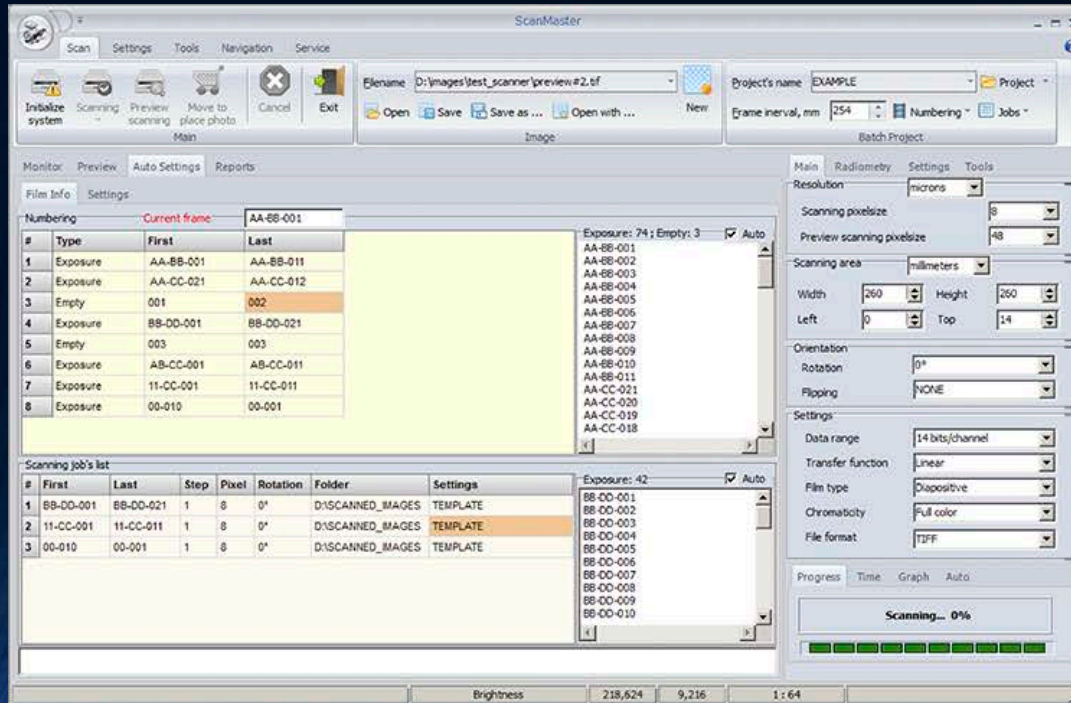 ScanMaster
Scan Settings Tools Navigation Service
Initialize system
Scanning
Preview scanning
Move to place photo
Cancel
Exit
Main
Filename D:\images\test_scanner\preview#2.tif
Open Save Save as ... Open with ...
New
Image
Project's name EXAMPLE Project
Frame inerval, mm 254 Numbering Jobs
Batch Project
Monitor Preview Auto Settings Reports
Film Info Settings
Numbering Current frame AA-BB-001
# Type First Last
1 Exposure AA-BB-001 AA-BB-011
2 Exposure AA-CC-021 AA-CC-012
3 Empty 001 002
4 Exposure BB-DD-001 BB-DD-021
5 Empty 003 003
6 Exposure AB-CC-001 AB-CC-011
7 Exposure 11-CC-001 11-CC-011
8 Exposure 00-010 00-001
Exposure: 74 ; Empty: 3 Auto
AA-BB-001
AA-BB-002
AA-BB-003
AA-BB-004
AA-BB-005
AA-BB-006
AA-BB-007
AA-BB-008
AA-BB-009
AA-BB-010
AA-BB-011
AA-CC-021
AA-CC-020
AA-CC-019
AA-CC-018
Scanning job's list
# First Last Step Pixel Rotation Folder Settings
1 BB-DD-001 BB-DD-021 1 8 0° D:\SCANNED_IMAGES TEMPLATE
2 11-CC-001 11-CC-011 1 8 0° D:\SCANNED_IMAGES TEMPLATE
3 00-010 00-001 1 8 0° D:\SCANNED_IMAGES TEMPLATE
Exposure: 42 Auto
BB-DD-001
BB-DD-002
BB-DD-003
BB-DD-004
BB-DD-005
BB-DD-006
BB-DD-007
BB-DD-008
BB-DD-009
BB-DD-010
Main Radiometry Settings Tools
Resolution microns
Scanning pixelsize 8
Preview scanning pixelsize 48
Scanning area millimeters
Width 260 Height 260
Left 0 Top 14
Orientation
Rotation 0°
Flipping NONE
Settings
Data range 14 bits/channel
Transfer function Linear
Film type Diapositive
Chromaticity Full color
File format TIFF
Progress Time Graph Auto
Scanning... 0%
Brightness 218,624 9,216 1 : 64